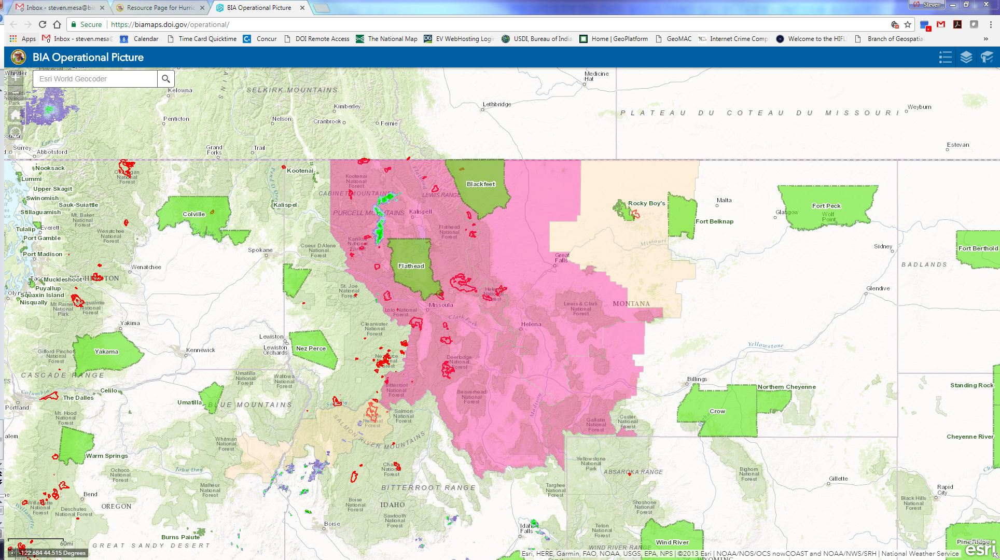 Inbox - steven.mesa@bia
Resource Page for Hurric
BIA Operational Picture
Steven
Secure
https://biamaps.doi.gov/operational/
Apps
Inbox - steven.mesa@
Calendar
Time Card Quicktime
Concur
DOI Remote Access
The National Map
EV WebHosting Login
USDI, Bureau of India
Home | GeoPlatform
GeoMAC
Internet Crime Comp
Welcome to the HIFL
Branch of Geospatial
»
BIA Operational Picture
Esri World Geocoder
Whistler
Provincial
Park
Kelowna
SELKIRK MOUNTAINS
Medicine
Hat
Kimberley
Lethbridge
PLATEAU DU COTEAU DU MISSOURI
Weyburn
Penticton
Nelson
Cranbrook
Fernie
Fraser
Surrey
Abbotsford
Grand
Forks
Trail
Estevan
Nooksack
Lummi
Upper Skagit
Swinomish
Sauk-Suiattle
Stillaguamish
Tulalip
Everett
Port Gamble
Port Madison
Mt. Baker
National
Forest
National
Forest
Wenatchee
National
Forest
Colville
Kootenai
Kalispel
Kootenai
National
Forest
CABINET MOUNTAINS
PURCELL MOUNTAINS
Kalispell
LEWIS RANGE
Flathead
National
Forest
Blackfeet
Rocky Boy's
Malta
Fort Belknap
Missouri
Glasgow
Fort Peck
Wolf
Point
Sidney
Fort Berthold
BADLANDS
Glendive
Spokane
Coeur D'Alene
National
Forest
Kaniksu
National
Forest
Great
Falls
Flathead
Wenatchee
Muckleshoot
Puyallup
Squaxin Island
Nisqually
Mt Rainier
National
Park
Snoqualmie
National
Forest
St. Joe
National
Forest
Helena
National
Forest
Lewis & Clark
National
Forest
MONTANA
Lolo National
Forest
Missoula
Clark Fork
Helena
Yakima
Clearwater
National
Forest
Lewiston
Lewiston
Orchards
Nez Perce
Yakama
Gifford Pinchot
National
Forest
Kennewick
Nez Perce
National
Forest
Deerlodge
National
Forest
Yellowstone
CASCADE RANGE
Umatilla
National
Forest
Wallowa
National
Forest
Bitterroot
National
Forest
Beaverhead
National
Forest
Madison
Billings
Northern Cheyenne
Standing Rock
Columbia
Celilo
The Dalles
Umatilla
BLUE MOUNTAINS
Portland
Mt. Hood
National
Forest
Salmon
National
Forest
National
Forest
SALMON RIVER MOUNTAINS
Gallatin
National
Forest
Custer
National
Forest
Crow
Whitman
National
Forest
Cheyenne River
Warm Springs
Ochoco
National
Forest
John Day
Malheur
National
Forest
National
Forest
Yellowstone
National
Park
ABSAROKA RANGE
Bighorn
National
Forest
Gillette
Rapid
City
Bend
Willamette
National
Forest
Deschutes
National Forest
OREGON
BITTERROOT RANGE
Boise
National
Forest
IDAHO
Sawtooth
National
Forest
Targhee
National
Forest
Shoshone
National
Forest
Black Hills
National
Forest
Willamette
Burns Paiute
GREAT SANDY DESERT
Boise
Idaho
Falls
Teton
National
Forest
WIND RIVER RANGE
Wind River
60mi
-122.684 44.515 Degrees
Esri, HERE, Garmin, FAO, NOAA, USGS, EPA, NPS | ©2013 Esri | NOAA/NOS/OCS nowCOAST and NOAA/NWS/SRH | National Weather Service
POWERED BY
esri